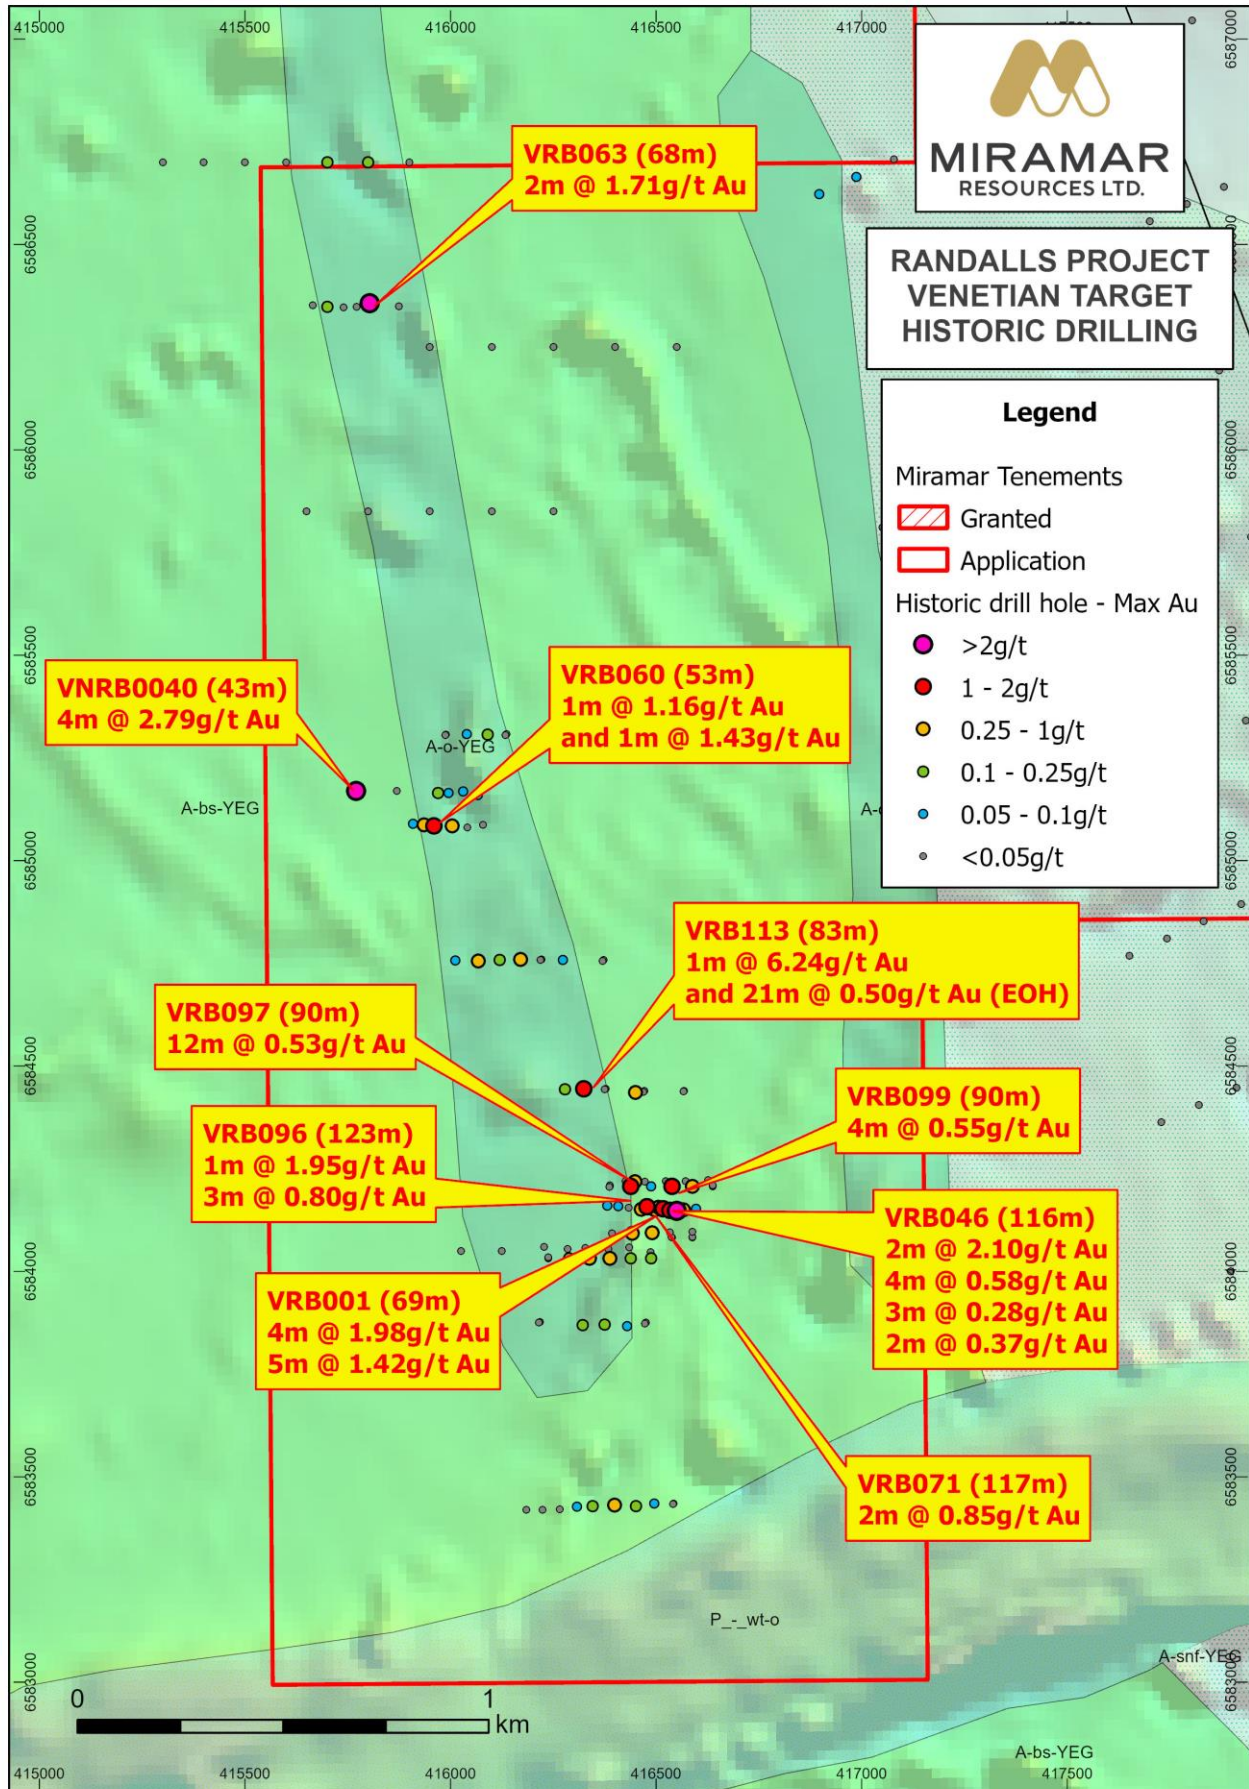 415000
415500
416000
416500
417000
6587000
6587000
MIRAMAR
RESOURCES LTD.
VRB063 (68m)
2m @ 1.71g/t Au
RANDALLS PROJECT
VENETIAN TARGET
HISTORIC DRILLING
6586500
Legend
Miramar Tenements
Granted
Application
Historic drill hole - Max Au
>2g/t
1 - 2g/t
0.25 - 1g/t
0.1 - 0.25g/t
0.05 - 0.1g/t
<0.05g/t
6586000
6586000
6585500
6585500
VNRB0040 (43m)
4m @ 2.79g/t Au
VRB060 (53m)
1m @ 1.16g/t Au
and 1m @ 1.43g/t Au
A-o-YEG
A-bs-YEG
6585000
6585000
VRB113 (83m)
1m @ 6.24g/t Au
and 21m @ 0.50g/t Au (EOH)
VRB097 (90m)
12m @ 0.53g/t Au
6584500
6584500
VRB099 (90m)
4m @ 0.55g/t Au
VRB096 (123m)
1m @ 1.95g/t Au
3m @ 0.80g/t Au
VRB046 (116m)
2m @ 2.10g/t Au
4m @ 0.58g/t Au
3m @ 0.28g/t Au
2m @ 0.37g/t Au
6584000
6584000
VRB001 (69m)
4m @ 1.98g/t Au
5m @ 1.42g/t Au
6583500
6583500
VRB071 (117m)
2m @ 0.85g/t Au
P_-_wt-o
A-snf-YEG
6583000
6583000
0 1
km
A-bs-YEG
415000
415500
416000
416500
417000
417500